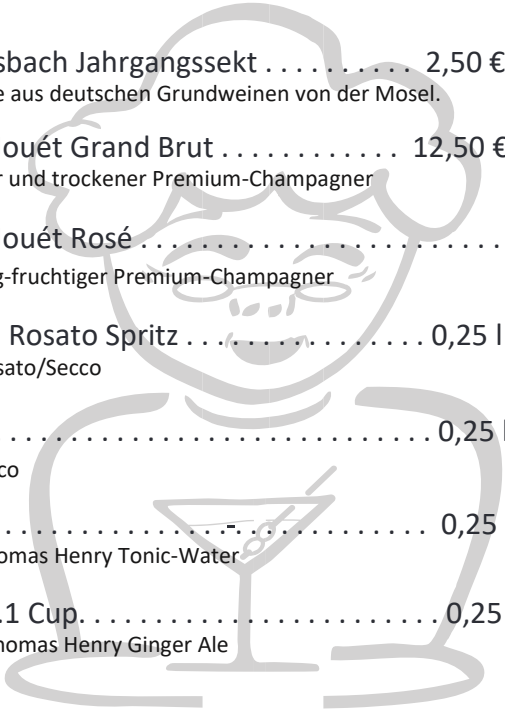 sbach Jahrgangssekt . . . . . . . . . . 2,50 €
e aus deutschen Grundweinen von der Mosel.
ouét Grand Brut . . . . . . . . . . . . 12,50 €
r und trockener Premium-Champagner
ouét Rosé . . . . . . . . . . . . . . . . . . . . . . . .
g-fruchtiger Premium-Champagner
Rosato Spritz . . . . . . . . . . . . . . . . 0,25 l
sato/Secco
. . . . . . . . . . . . . . . . . . . . . . . . . . . . 0,25 l
co
. . . . . . . . . . . . . . .-. . . . . . . . . . . . . 0,25
omas Henry Tonic-Water
.1 Cup. . . . . . . . . . . . . . . . . . . . . . . . 0,25
homas Henry Ginger Ale